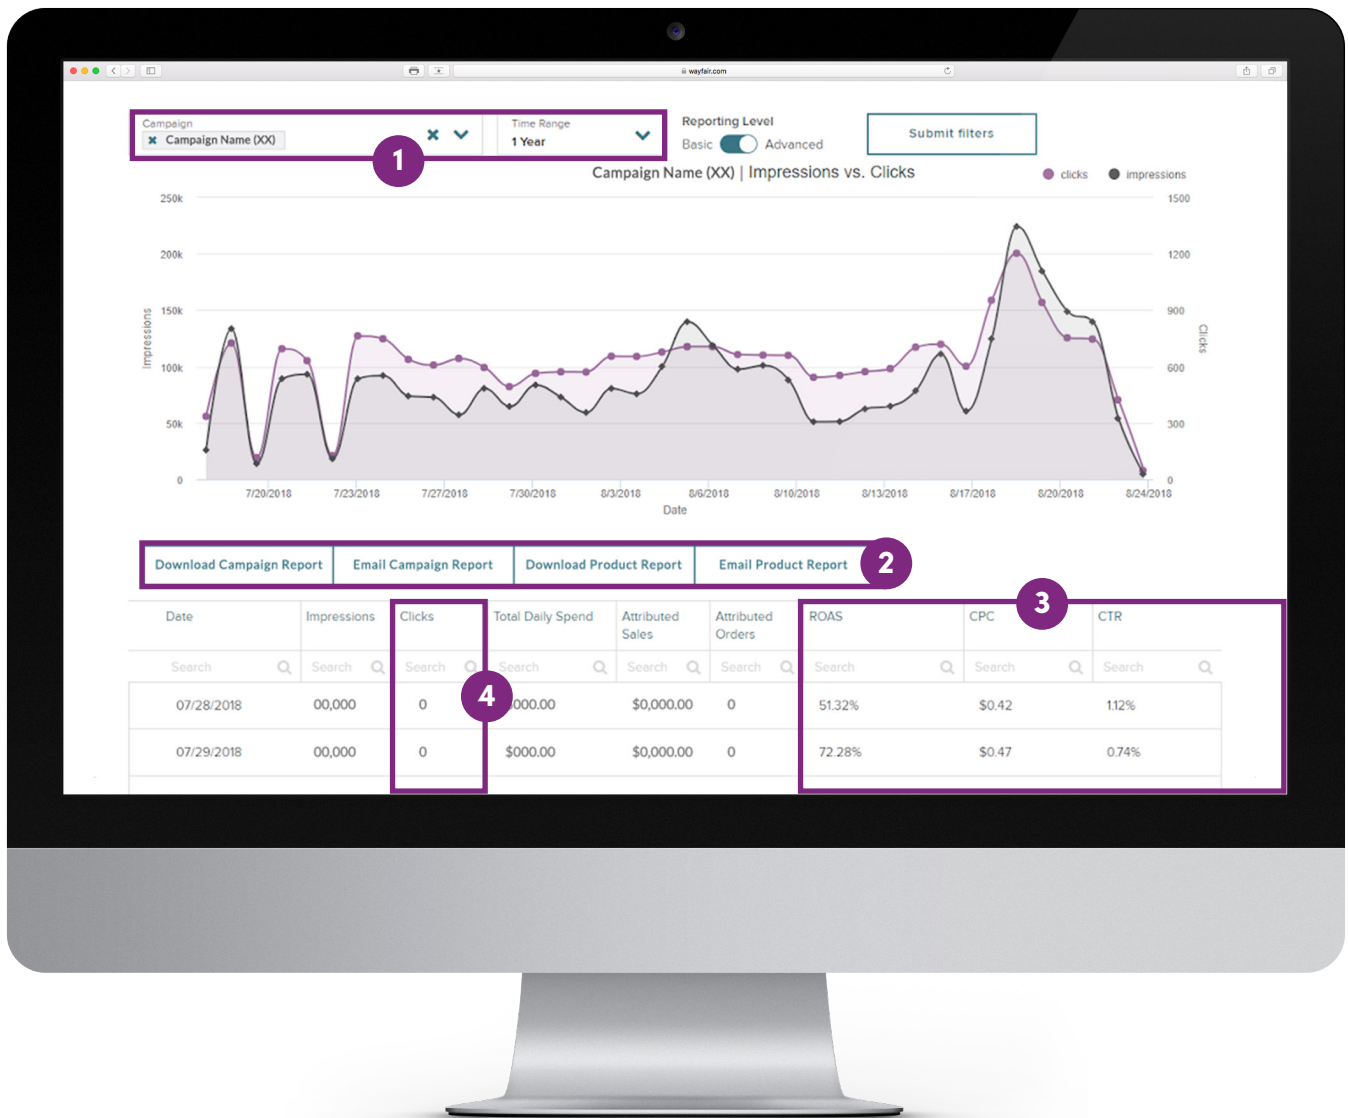 wayfair.com
Campaign
Campaign Name (XX)
Time Range
1 Year
Reporting Level
Basic Advanced
Submit filters
1
Campaign Name (XX) | Impressions vs. Clicks
clicks impressions
250k 1500
200k 1200
150k 900
100k 600
50k 300
0 0
Impressions
Clicks
7/20/2018 7/23/2018 7/27/2018 7/30/2018 8/3/2018 8/6/2018 8/10/2018 8/13/2018 8/17/2018 8/20/2018 8/24/2018
Date
Download Campaign Report Email Campaign Report Download Product Report Email Product Report 2
3
Date Impressions Clicks Total Daily Spend Attributed Sales Attributed Orders ROAS CPC CTR
Search Search Search Search Search Search Search Search Search
4
07/28/2018 00,000 0 000.00 $0,000.00 0 51.32% $0.42 1.12%
07/29/2018 00,000 0 $000.00 $0,000.00 0 72.28% $0.47 0.74%